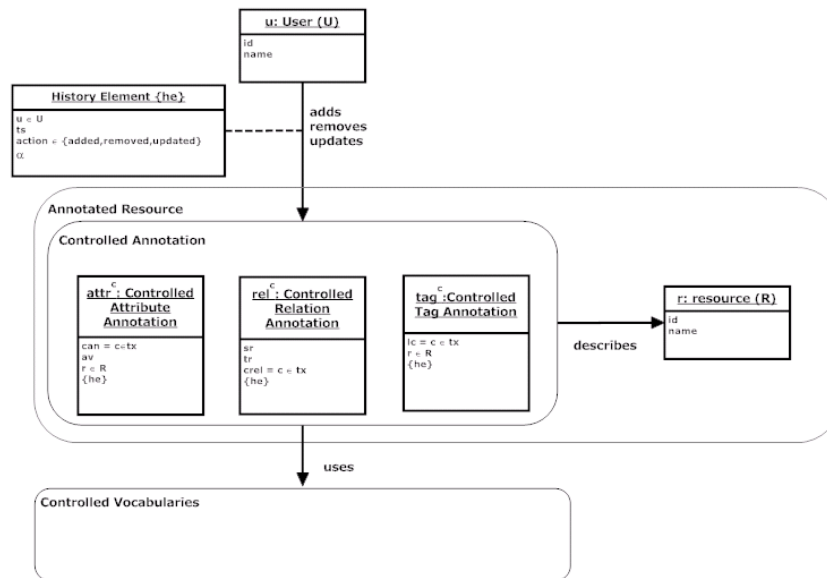 u: User (U)
id
name
History Element {he}
u ∈ U
ts
action ∈ {added,removed,updated}
α
adds
removes
updates
Annotated Resource
Controlled Annotation
attr^c: Controlled
Attribute
Annotation
can = c∈tx
av
r ∈ R
{he}
rel^c: Controlled
Relation
Annotation
sr
tr
crel = c ∈ tx
{he}
tag^c:Controlled
Tag Annotation
lc = c ∈ tx
r ∈ R
{he}
describes
r: resource (R)
id
name
uses
Controlled Vocabularies